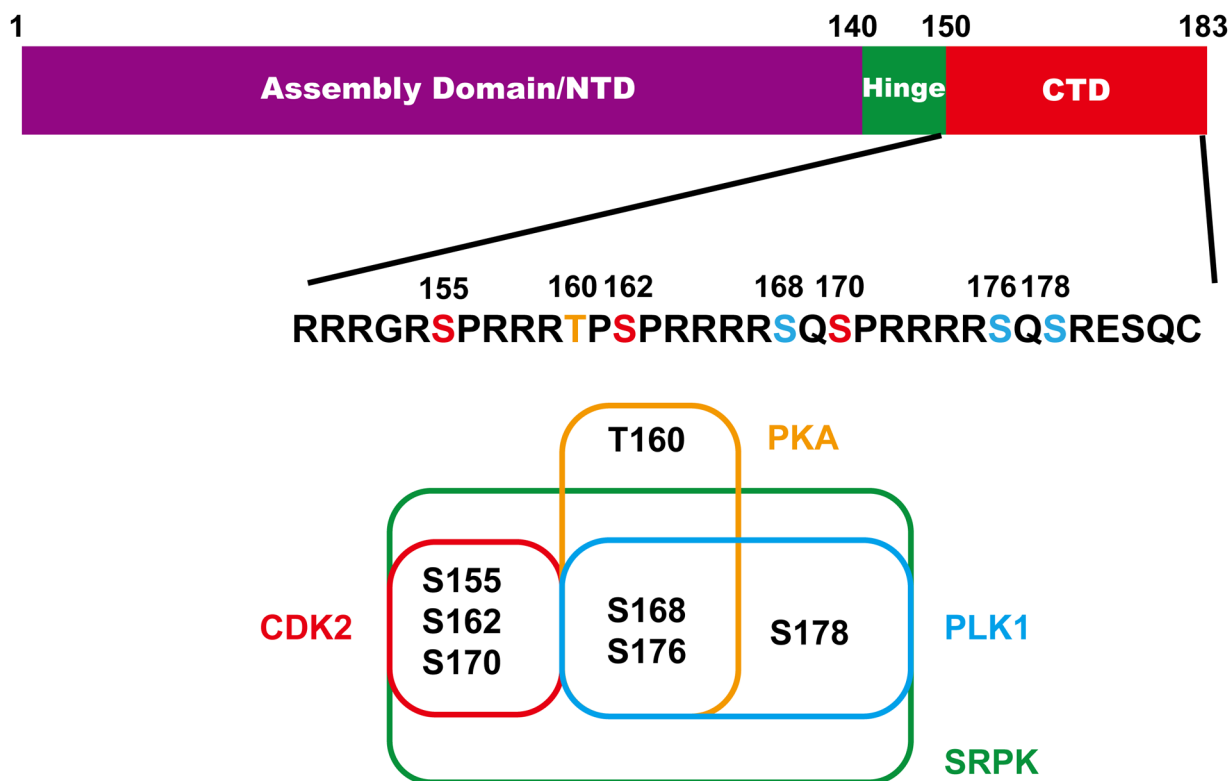 1 140 150 183
Assembly Domain/NTD Hinge CTD
155 160 162 168 170 176 178
RRRGRSPRRRTPSPRRRRSQSPRRRRSQSRESQC
T160 PKA
S155
S162
S170
CDK2
S168
S176
S178
PLK1
SRPK